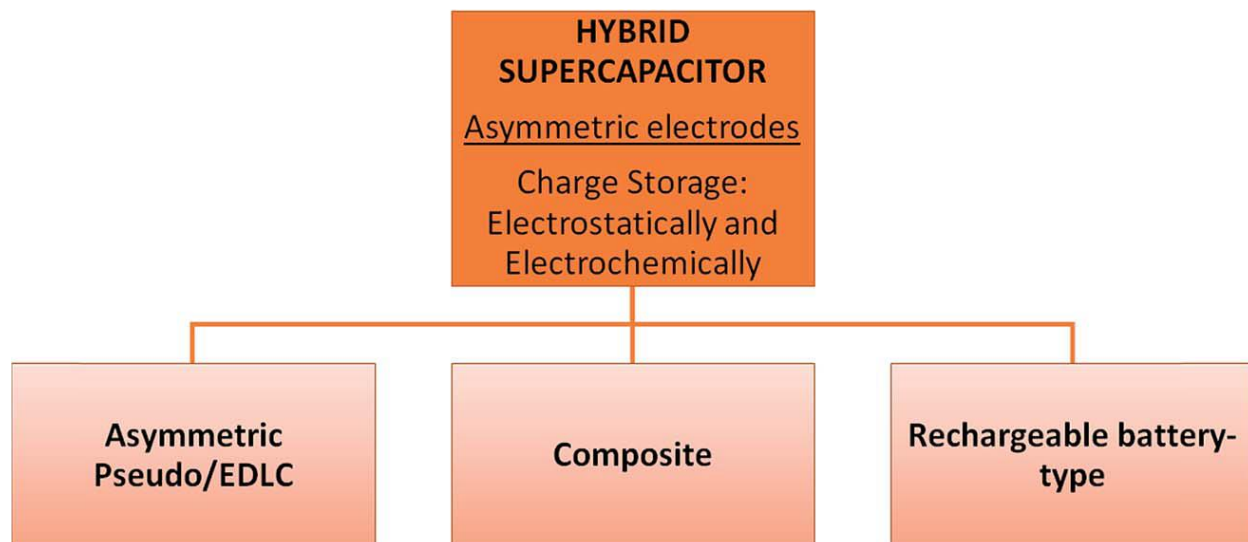 HYBRID
SUPERCAPACITOR
Asymmetric electrodes
Charge Storage:
Electrostatically and
Electrochemically
Asymmetric
Pseudo/EDLC
Composite
Rechargeable battery-
type